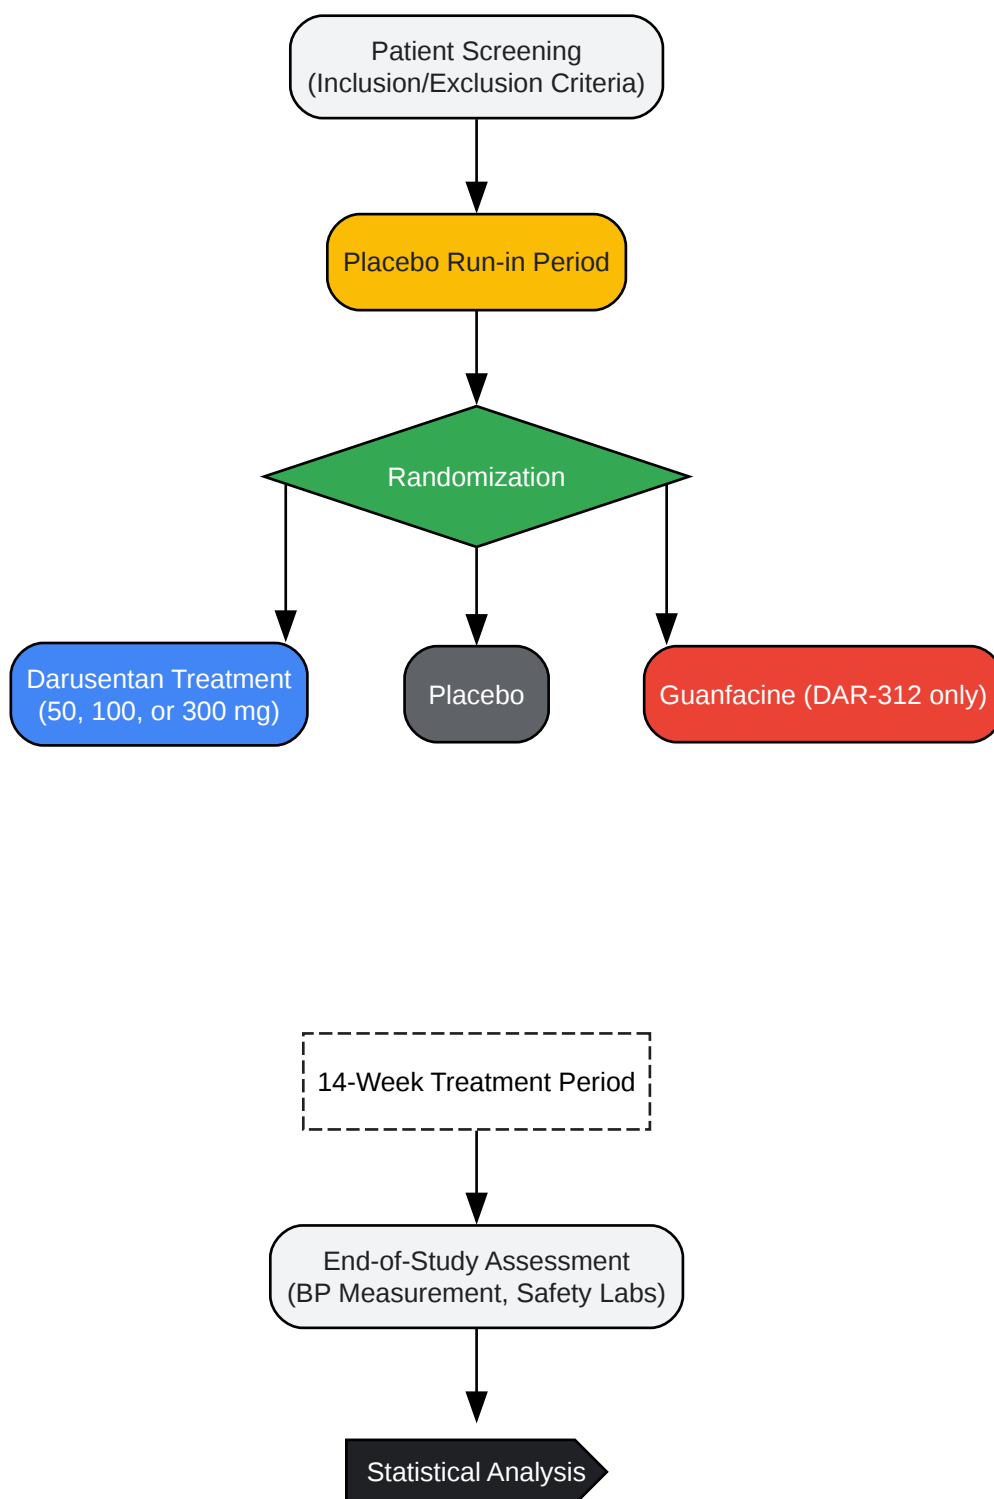 Patient Screening
(Inclusion/Exclusion Criteria)
Placebo Run-in Period
Randomization
Darusentan Treatment
(50, 100, or 300 mg)
Placebo
Guanfacine (DAR-312 only)
14-Week Treatment Period
End-of-Study Assessment
(BP Measurement, Safety Labs)
Statistical Analysis